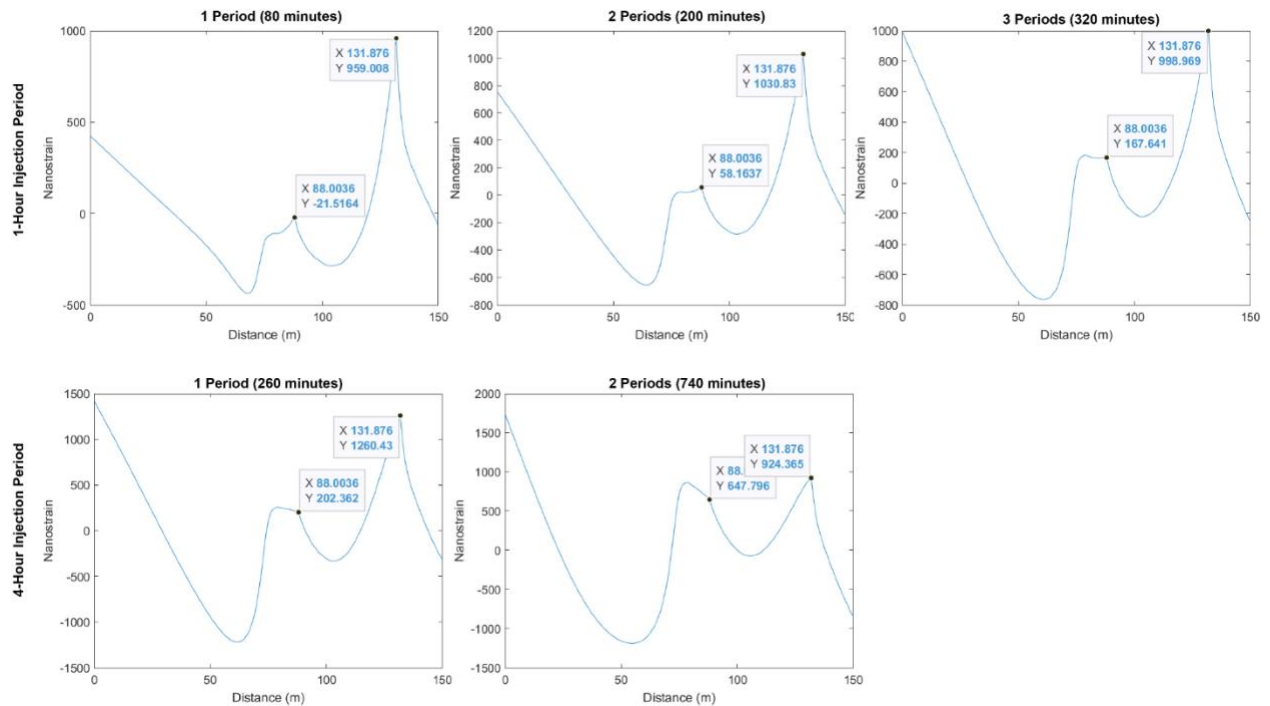 1 Period (80 minutes)
1-Hour Injection Period
Nanostrain
1000
500
0
-500
0
50
100
150
Distance (m)
X 131.876
Y 959.008
X 88.0036
Y -21.5164
2 Periods (200 minutes)
Nanostrain
1200
1000
800
600
400
200
0
-200
-400
-600
-800
0
50
100
150
Distance (m)
X 131.876
Y 1030.83
X 88.0036
Y 58.1637
3 Periods (320 minutes)
Nanostrain
1000
800
600
400
200
0
-200
-400
-600
-800
0
50
100
150
Distance (m)
X 131.876
Y 998.969
X 88.0036
Y 167.641
1 Period (260 minutes)
4-Hour Injection Period
Nanostrain
1500
1000
500
0
-500
-1000
-1500
0
50
100
150
Distance (m)
X 131.876
Y 1260.43
X 88.0036
Y 202.362
2 Periods (740 minutes)
Nanostrain
2000
1500
1000
500
0
-500
-1000
-1500
0
50
100
150
Distance (m)
X 131.876
Y 924.365
X 88.
Y 647.796